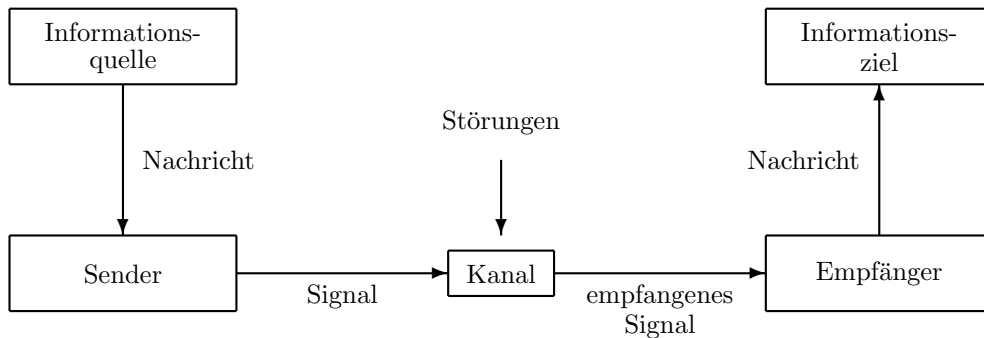 Informations-
quelle
Informations-
ziel
Störungen
Nachricht
Nachricht
Sender
Kanal
Empfänger
Signal
empfangenes
Signal